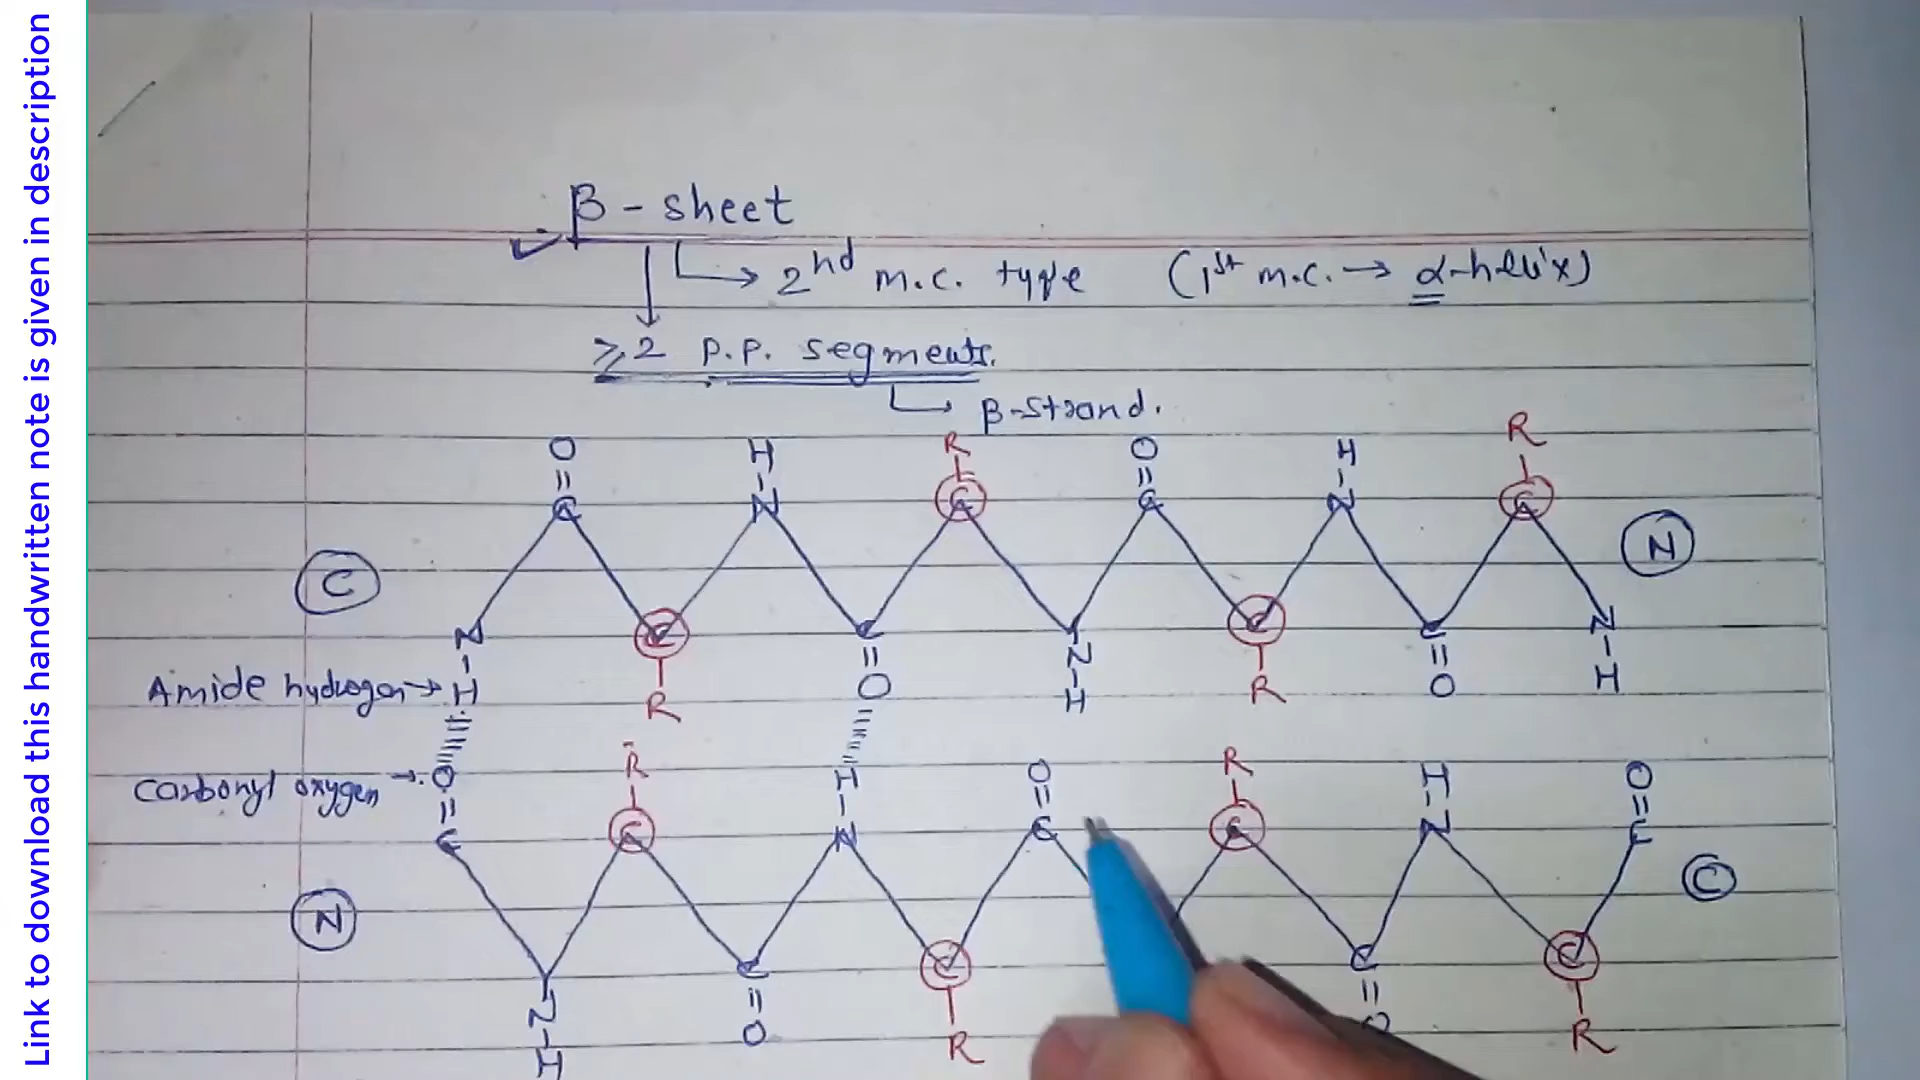 Link to download this handwritten note is given in description
β - sheet
2nd m.c. type (1st m.c. → α-helix)
≥2 p.p. segments.
β-strand.
O H R O H R
C N C C N C
C N
N C C N C C N
H R O H R O H
Amide hydrogen → H
R O H R H O
Carbonyl oxygen → O
C C N C C N C
N C
N C C C C
H O R O R